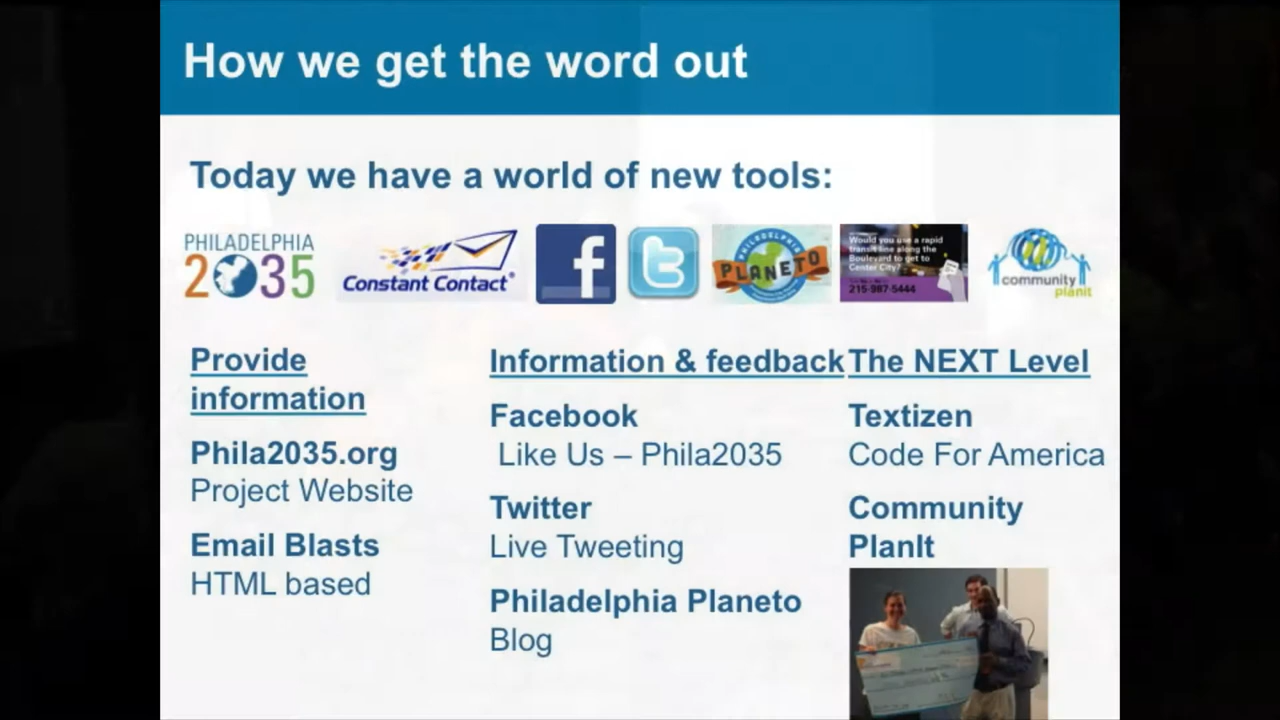 How we get the word out
Today we have a world of new tools:
PHILADELPHIA
2035
Constant Contact®
PHILADELPHIA
PLANETO
Would you use a rapid
transit line along the
Boulevard to get to
Center City?
215-987-5444
community
planit
Provide
information
Phila2035.org
Project Website
Email Blasts
HTML based
Information & feedback
Facebook
Like Us – Phila2035
Twitter
Live Tweeting
Philadelphia Planeto
Blog
The NEXT Level
Textizen
Code For America
Community
PlanIt